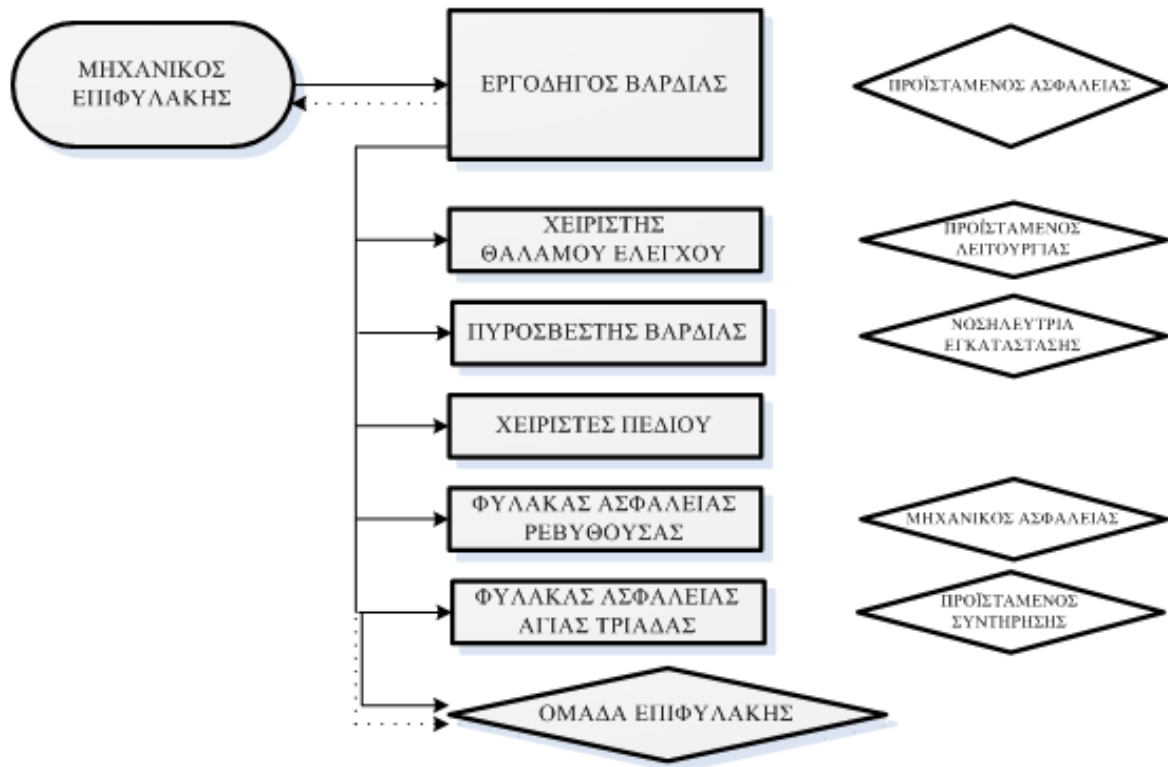 ΜΗΧΑΝΙΚΟΣ
ΕΠΙΦΥΛΑΚΗΣ
ΕΡΓΟΔΗΓΟΣ ΒΑΡΔΙΑΣ
ΠΡΟΪΣΤΑΜΕΝΟΣ ΑΣΦΑΛΕΙΑΣ
ΧΕΙΡΙΣΤΗΣ
ΘΑΛΑΜΟΥ ΕΛΕΓΧΟΥ
ΠΡΟΪΣΤΑΜΕΝΟΣ
ΛΕΙΤΟΥΡΓΙΑΣ
ΠΥΡΟΣΒΕΣΤΗΣ ΒΑΡΔΙΑΣ
ΝΟΣΗΛΕΥΤΡΙΑ
ΕΓΚΑΤΑΣΤΑΣΗΣ
ΧΕΙΡΙΣΤΕΣ ΠΕΔΙΟΥ
ΦΥΛΑΚΑΣ ΑΣΦΑΛΕΙΑΣ
ΡΕΒΥΘΟΥΣΑΣ
ΜΗΧΑΝΙΚΟΣ ΑΣΦΑΛΕΙΑΣ
ΦΥΛΑΚΑΣ ΑΣΦΑΛΕΙΑΣ
ΑΓΙΑΣ ΤΡΙΑΔΑΣ
ΠΡΟΪΣΤΑΜΕΝΟΣ
ΣΥΝΤΗΡΗΣΗΣ
ΟΜΑΔΑ ΕΠΙΦΥΛΑΚΗΣ